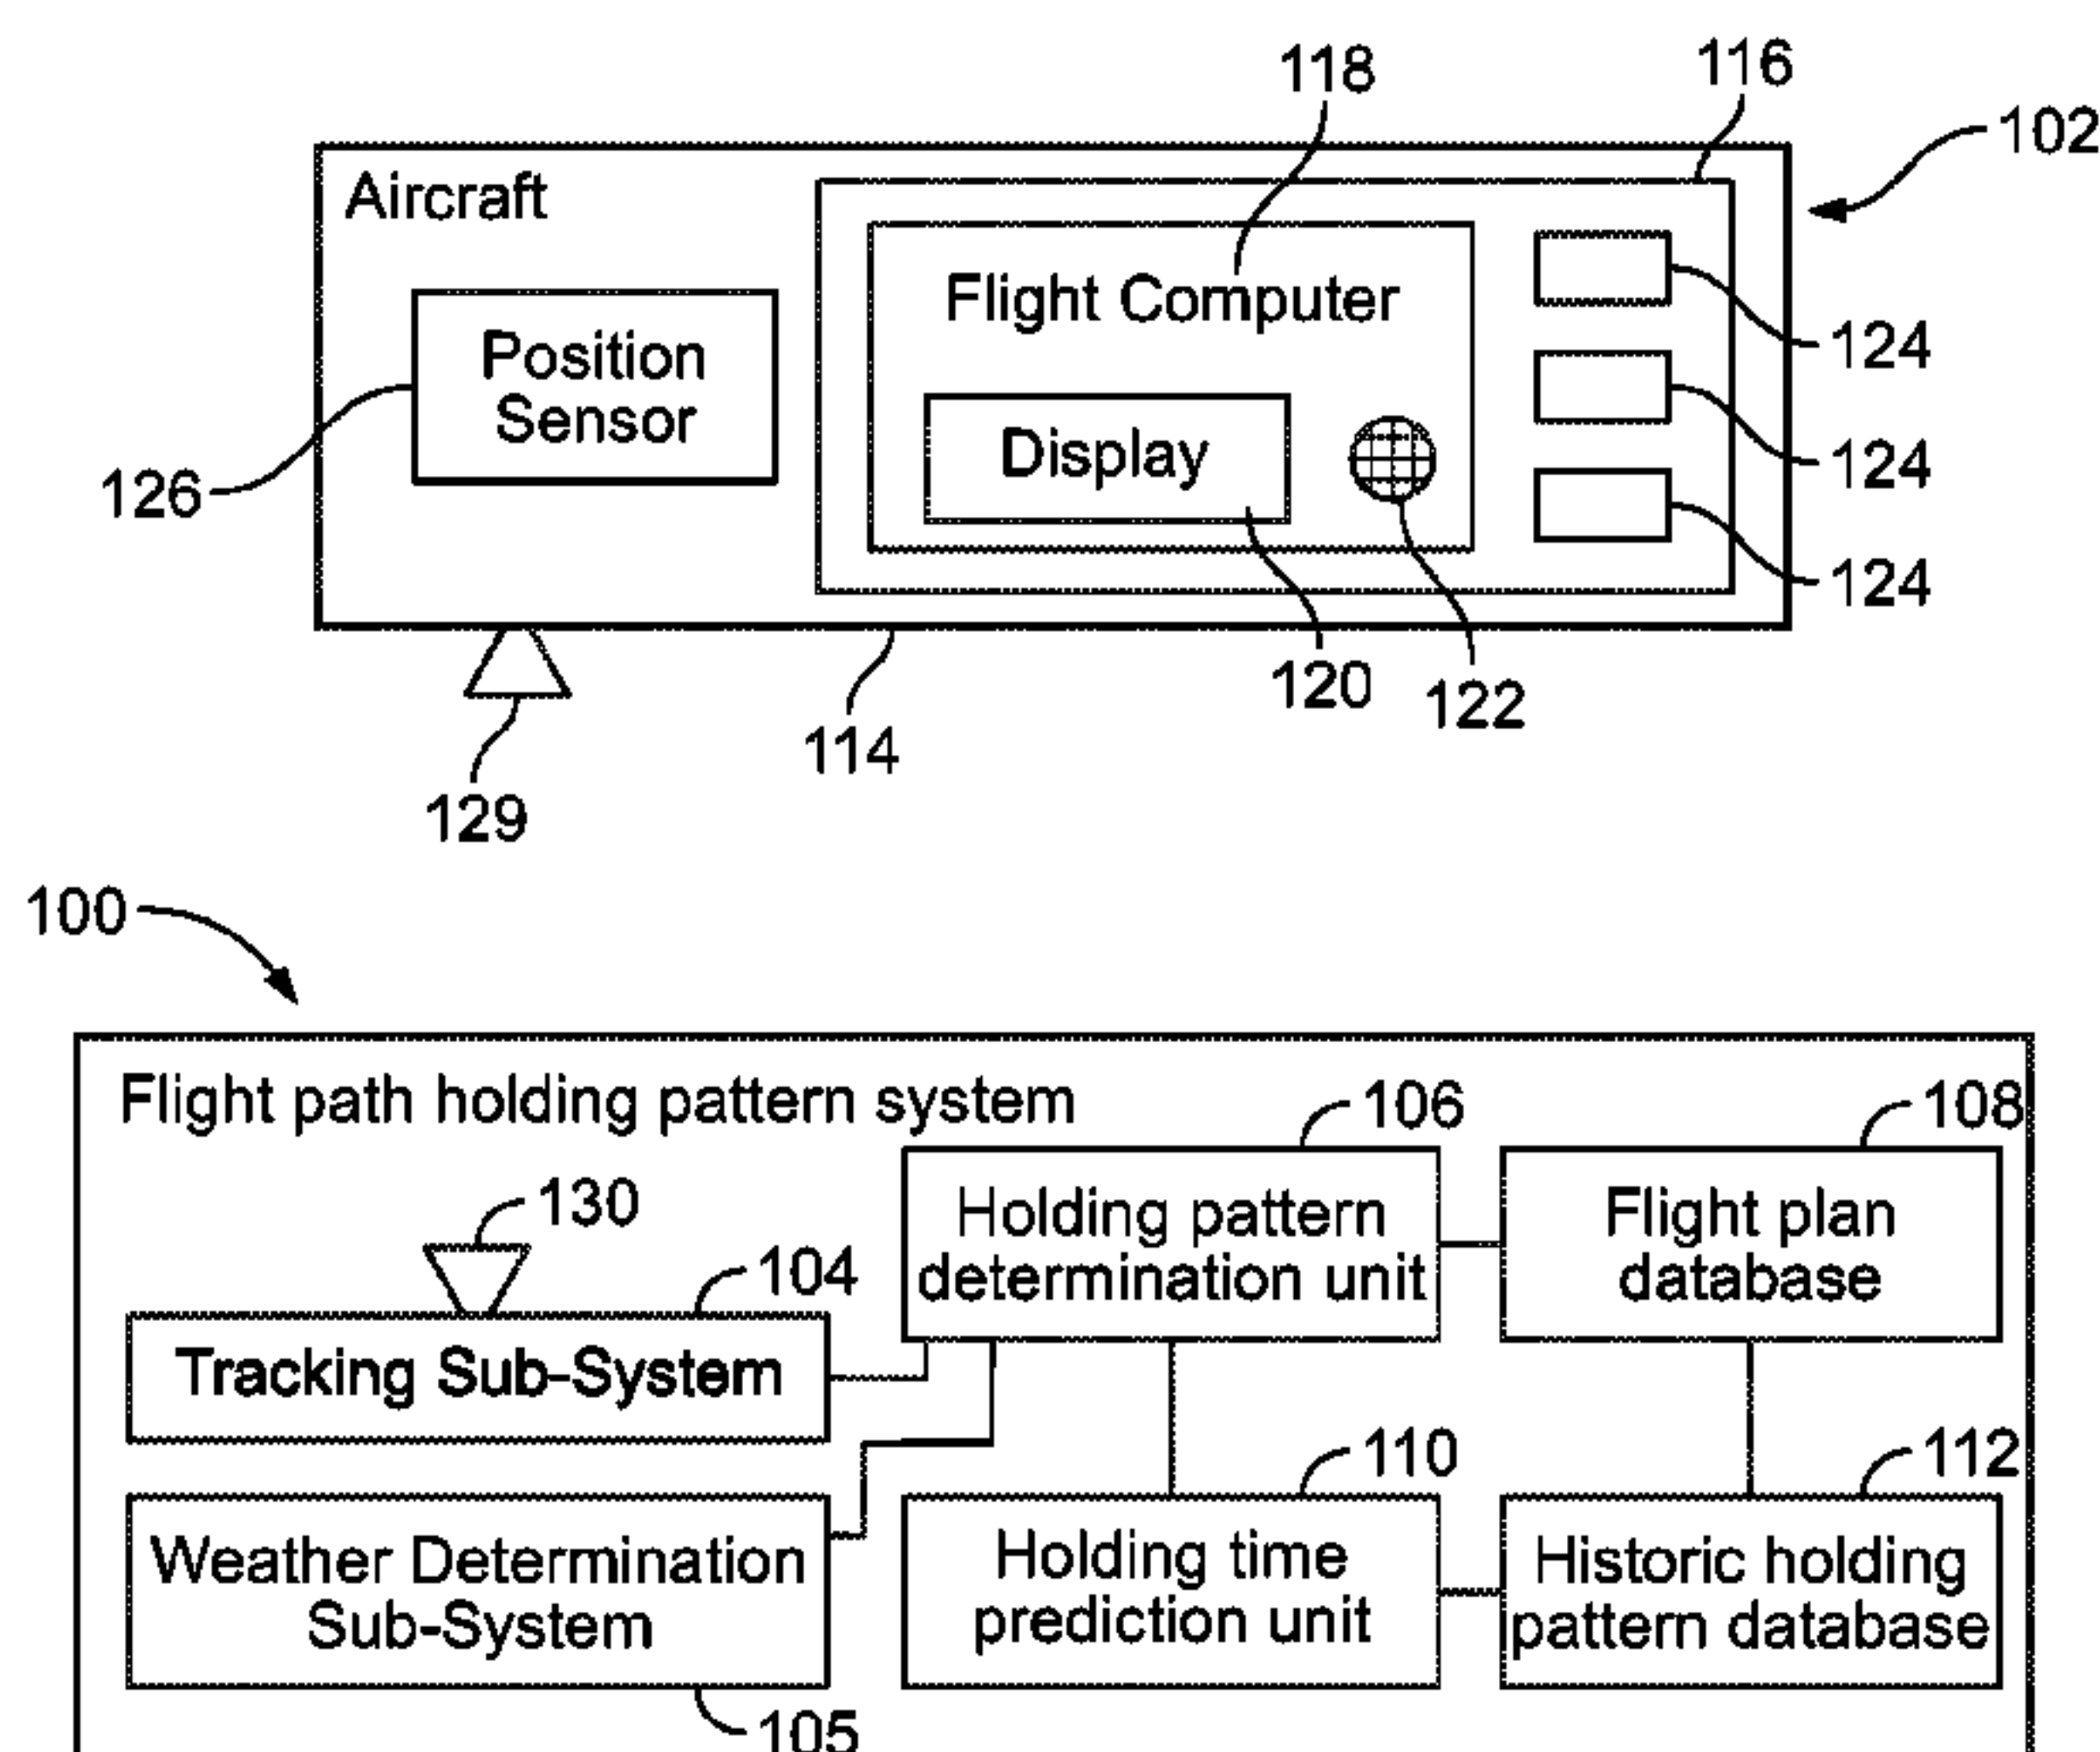 118
116
102
Aircraft
Flight Computer
Position
Sensor
Display
124
124
124
126
120
122
114
129
100
Flight path holding pattern system
106
108
130
104
Holding pattern
determination unit
Flight plan
database
Tracking Sub-System
110
112
Weather Determination
Sub-System
Holding time
prediction unit
Historic holding
pattern database
105